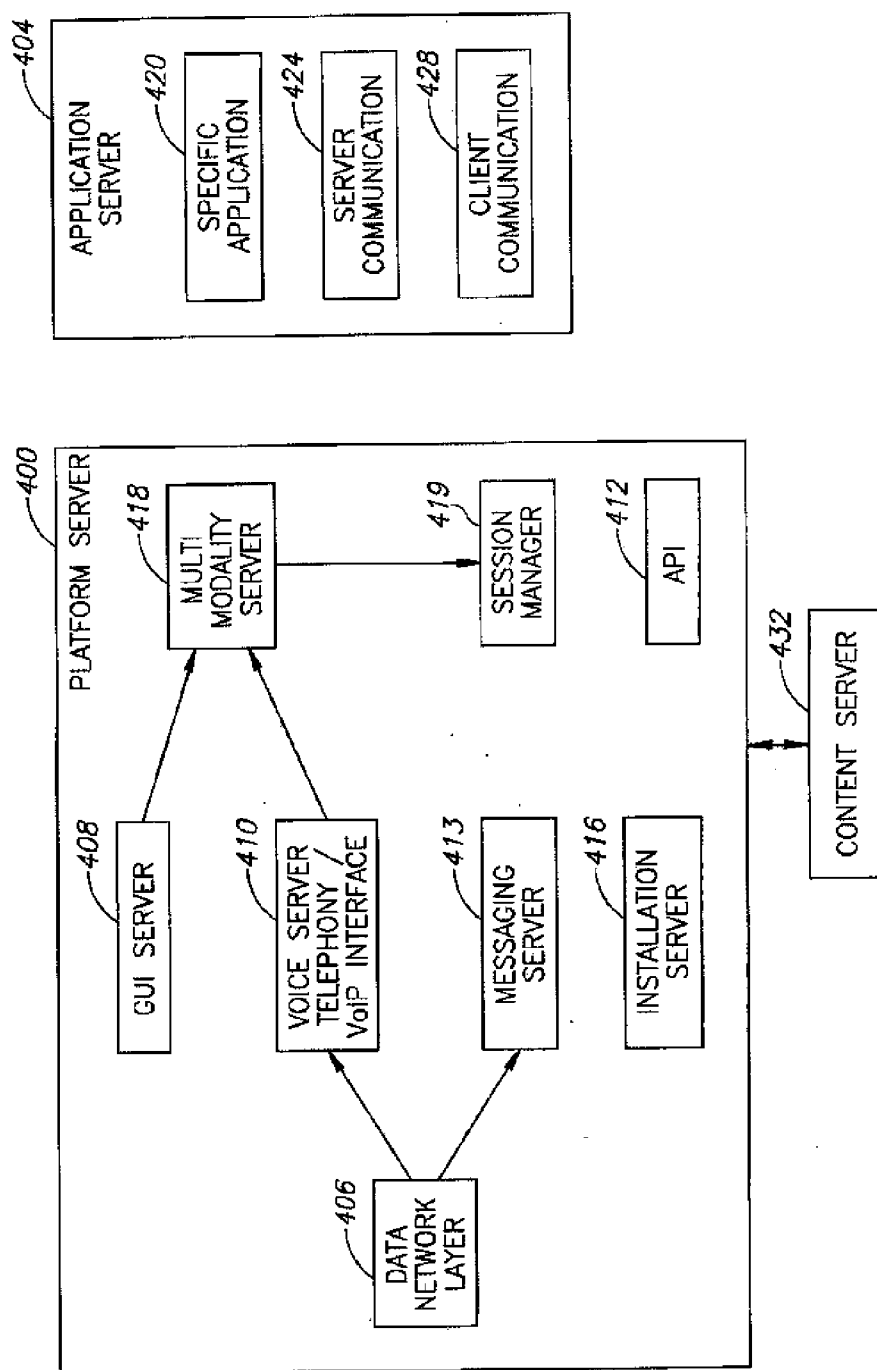 400
PLATFORM SERVER
408
GUI SERVER
418
MULTI
MODALITY
SERVER
410
VOICE SERVER
TELEPHONY /
VoIP INTERFACE
406
DATA
NETWORK
LAYER
419
SESSION
MANAGER
413
MESSAGING
SERVER
412
API
416
INSTALLATION
SERVER
432
CONTENT SERVER
404
APPLICATION
SERVER
420
SPECIFIC
APPLICATION
424
SERVER
COMMUNICATION
428
CLIENT
COMMUNICATION